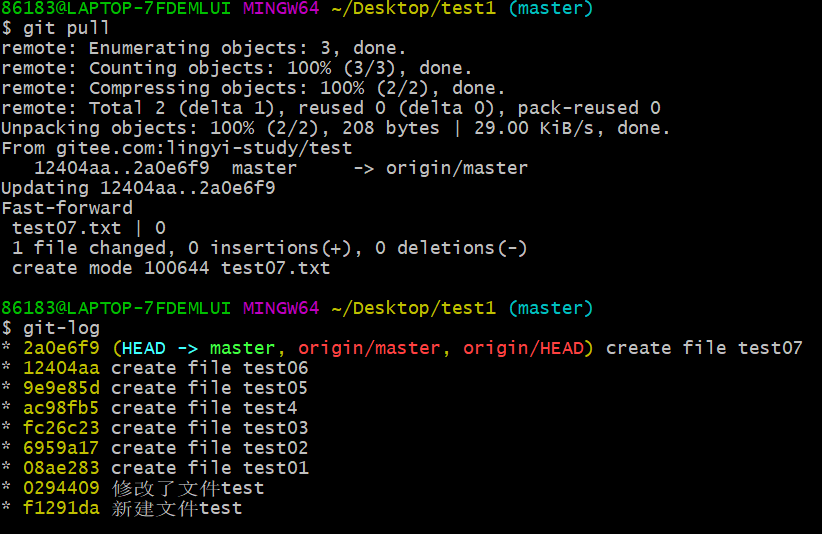 86183@LAPTOP-7FDEMLUI MINGW64 ~/Desktop/test1 (master)
$ git pull
remote: Enumerating objects: 3, done.
remote: Counting objects: 100% (3/3), done.
remote: Compressing objects: 100% (2/2), done.
remote: Total 2 (delta 1), reused 0 (delta 0), pack-reused 0
Unpacking objects: 100% (2/2), 208 bytes | 29.00 KiB/s, done.
From gitee.com:lingyi-study/test
   12404aa..2a0e6f9  master     -> origin/master
Updating 12404aa..2a0e6f9
Fast-forward
 test07.txt | 0
 1 file changed, 0 insertions(+), 0 deletions(-)
 create mode 100644 test07.txt
86183@LAPTOP-7FDEMLUI MINGW64 ~/Desktop/test1 (master)
$ git-log
* 2a0e6f9 (HEAD -> master, origin/master, origin/HEAD) create file test07
* 12404aa create file test06
* 9e9e85d create file test05
* ac98fb5 create file test4
* fc26c23 create file test03
* 6959a17 create file test02
* 08ae283 create file test01
* 0294409 修改了文件test
* f1291da 新建文件test